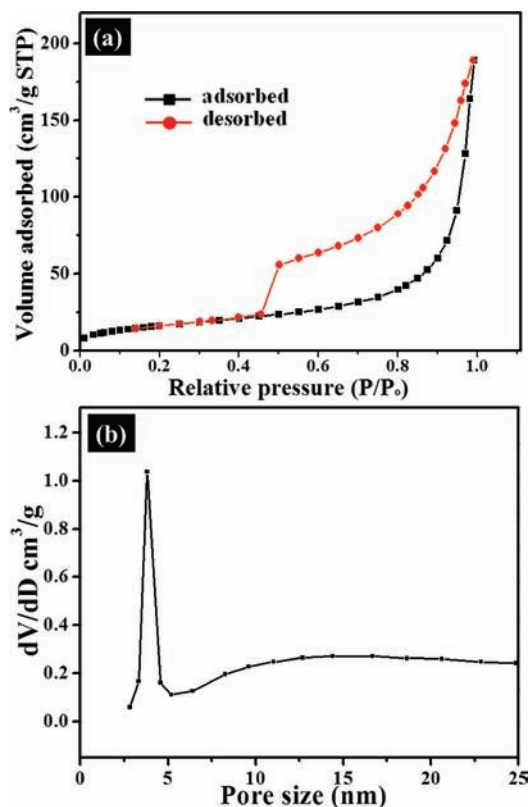 (a)
200
150
100
50
0
Volume adsorbed (cm³/g STP)
adsorbed
desorbed
0.0 0.2 0.4 0.6 0.8 1.0
Relative pressure (P/Pₒ)
(b)
1.2
1.0
0.8
0.6
0.4
0.2
0.0
dV/dD cm³/g
0 5 10 15 20 25
Pore size (nm)